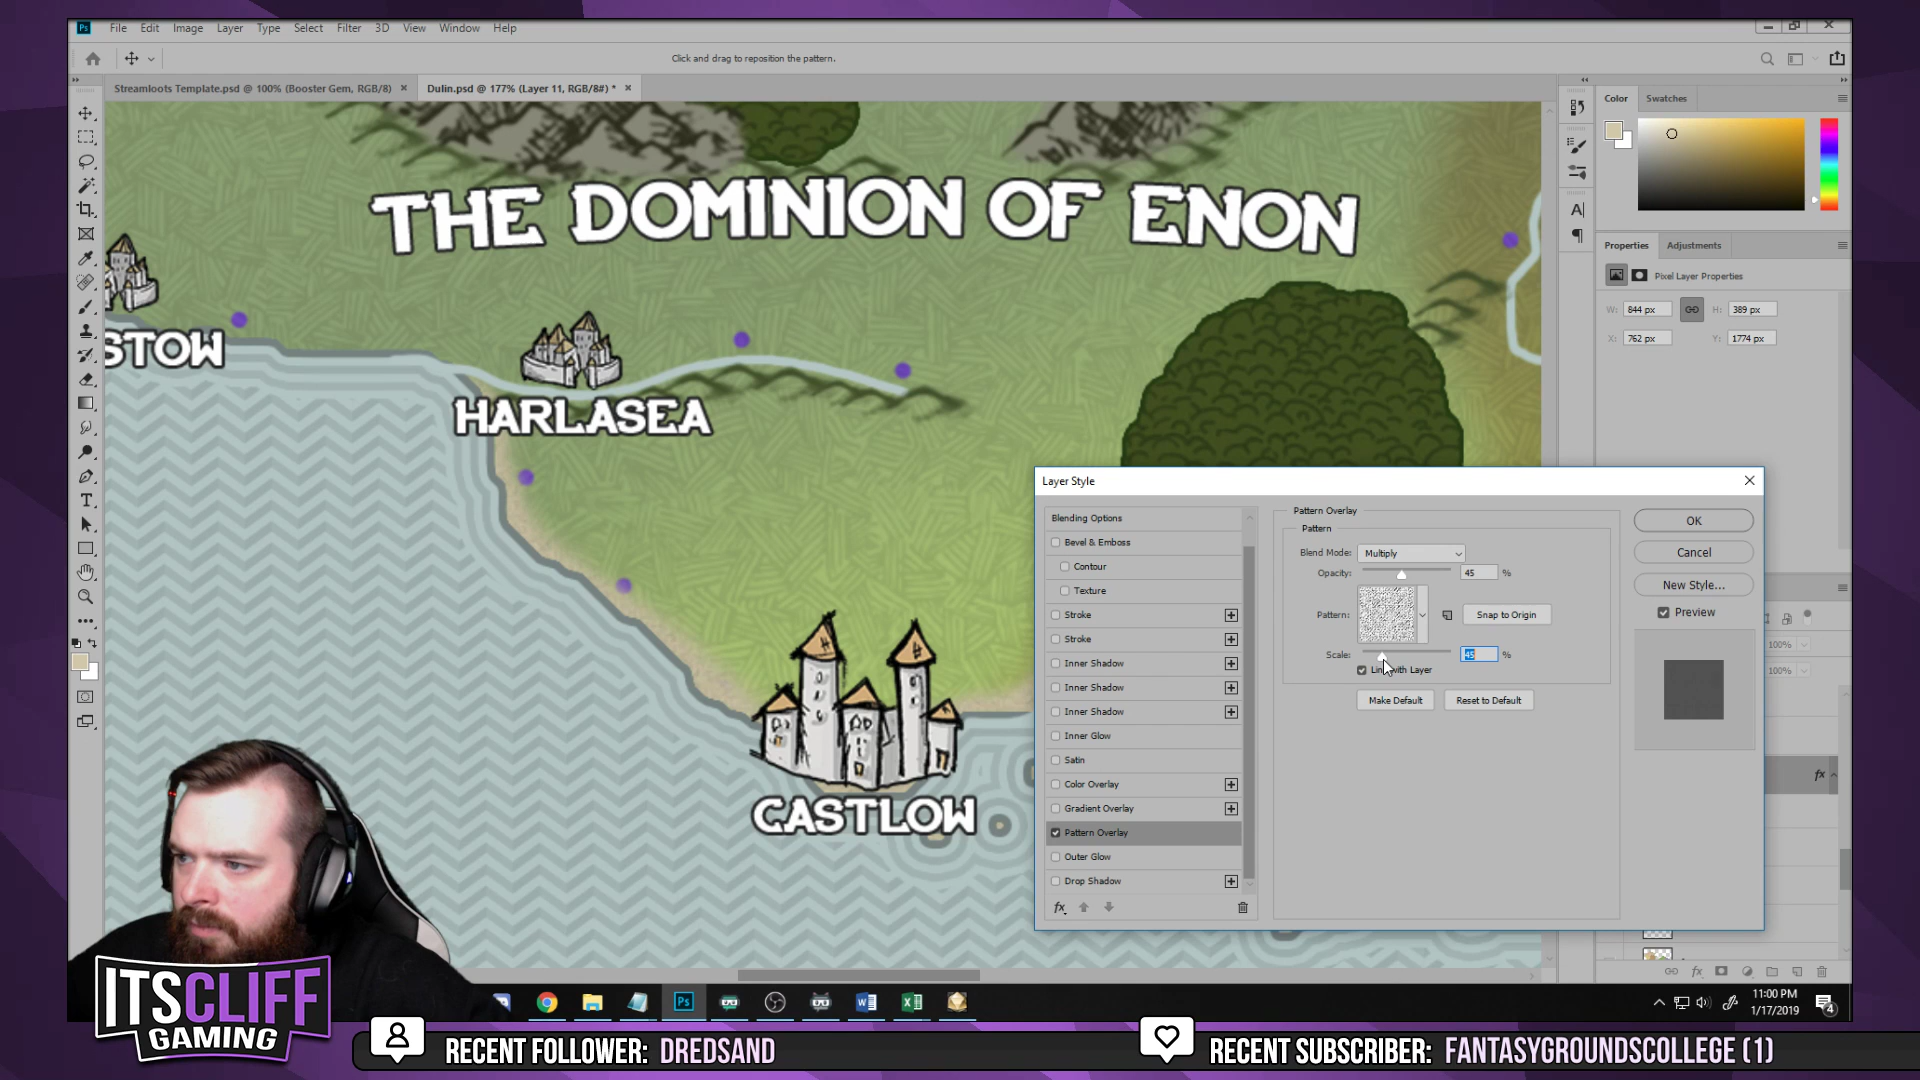 File Edit Image Layer Type Select Filter 3D View Window Help
Click and drag to reposition the pattern.
Streamloots Template.psd @ 100% (Booster Gem, RGB/8) ×
Dulin.psd @ 177% (Layer 11, RGB/8#) * ×
Color Swatches
Properties Adjustments
Pixel Layer Properties
W: 844 px H: 389 px
X: 762 px Y: 1774 px
THE DOMINION OF ENON
STOW
HARLASEA
CASTLOW
Layer Style
Blending Options
Bevel & Emboss
Contour
Texture
Stroke
Stroke
Inner Shadow
Inner Shadow
Inner Shadow
Inner Glow
Satin
Color Overlay
Gradient Overlay
Pattern Overlay
Outer Glow
Drop Shadow
fx
Pattern Overlay
Pattern
Blend Mode: Multiply
Opacity: 45 %
Pattern: Snap to Origin
Scale: 45 %
Link with Layer
Make Default Reset to Default
OK
Cancel
New Style...
Preview
100%
100%
fx
fx
11:00 PM
1/17/2019
4
ITSCLIFF
GAMING
RECENT FOLLOWER: DREDSAND
RECENT SUBSCRIBER: FANTASYGROUNDSCOLLEGE (1)